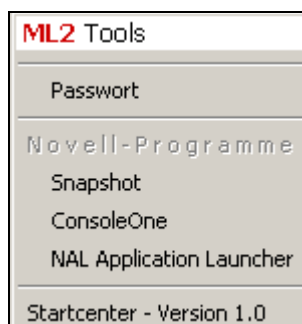 ML2 Tools
Passwort
Novell-Programme
Snapshot
ConsoleOne
NAL Application Launcher
Startcenter - Version 1.0